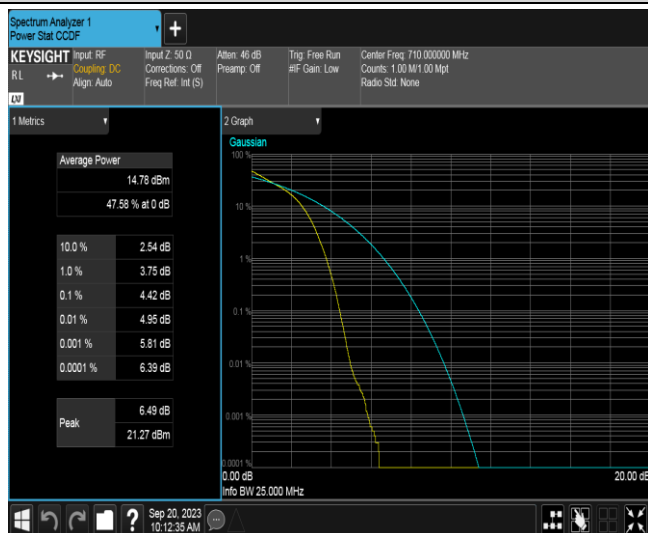 Spectrum Analyzer 1
Power Stat CCDF
+
KEYSIGHT
RL
LXI
Input: RF
Coupling: DC
Align: Auto
Input Z: 50 Ω
Corrections: Off
Freq Ref: Int (S)
Atten: 46 dB
Preamp: Off
Trig: Free Run
#IF Gain: Low
Center Freq: 710.000000 MHz
Counts: 1.00 M/1.00 Mpt
Radio Std: None
1 Metrics
Average Power
14.78 dBm
47.58 % at 0 dB
10.0 % 2.54 dB
1.0 % 3.75 dB
0.1 % 4.42 dB
0.01 % 4.95 dB
0.001 % 5.81 dB
0.0001 % 6.39 dB
Peak
6.49 dB
21.27 dBm
2 Graph
Gaussian
100 %
10 %
1 %
0.1 %
0.01 %
0.001 %
0.0001 %
0.00 dB 20.00 dB
Info BW 25.000 MHz
?
Sep 20, 2023
10:12:35 AM